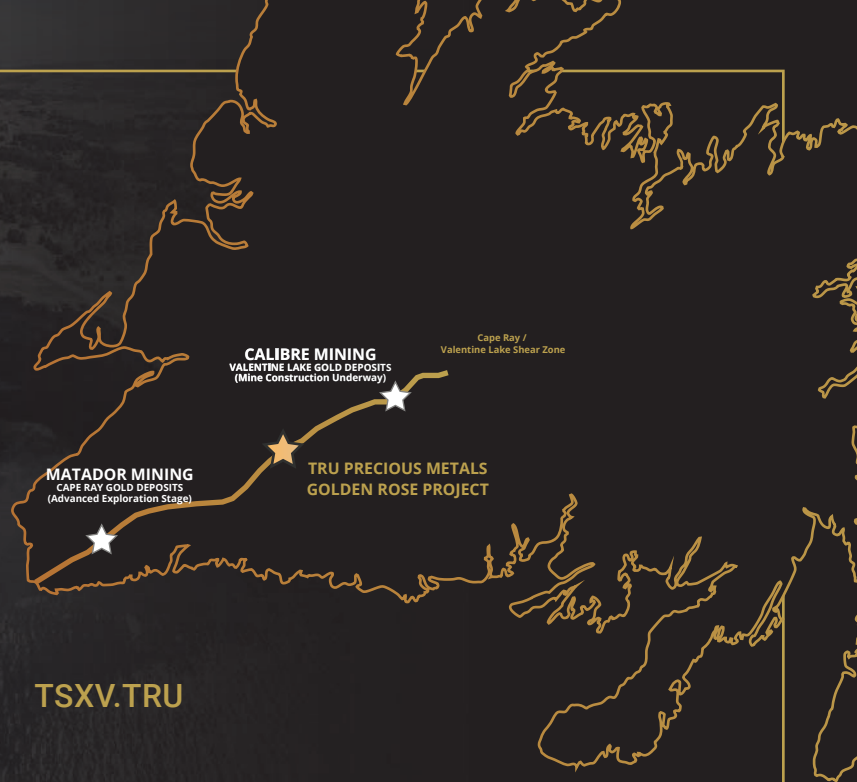 Cape Ray /
Valentine Lake Shear Zone
CALIBRE MINING
VALENTINE LAKE GOLD DEPOSITS
(Mine Construction Underway)
TRU PRECIOUS METALS
GOLDEN ROSE PROJECT
MATADOR MINING
CAPE RAY GOLD DEPOSITS
(Advanced Exploration Stage)
TSXV.TRU